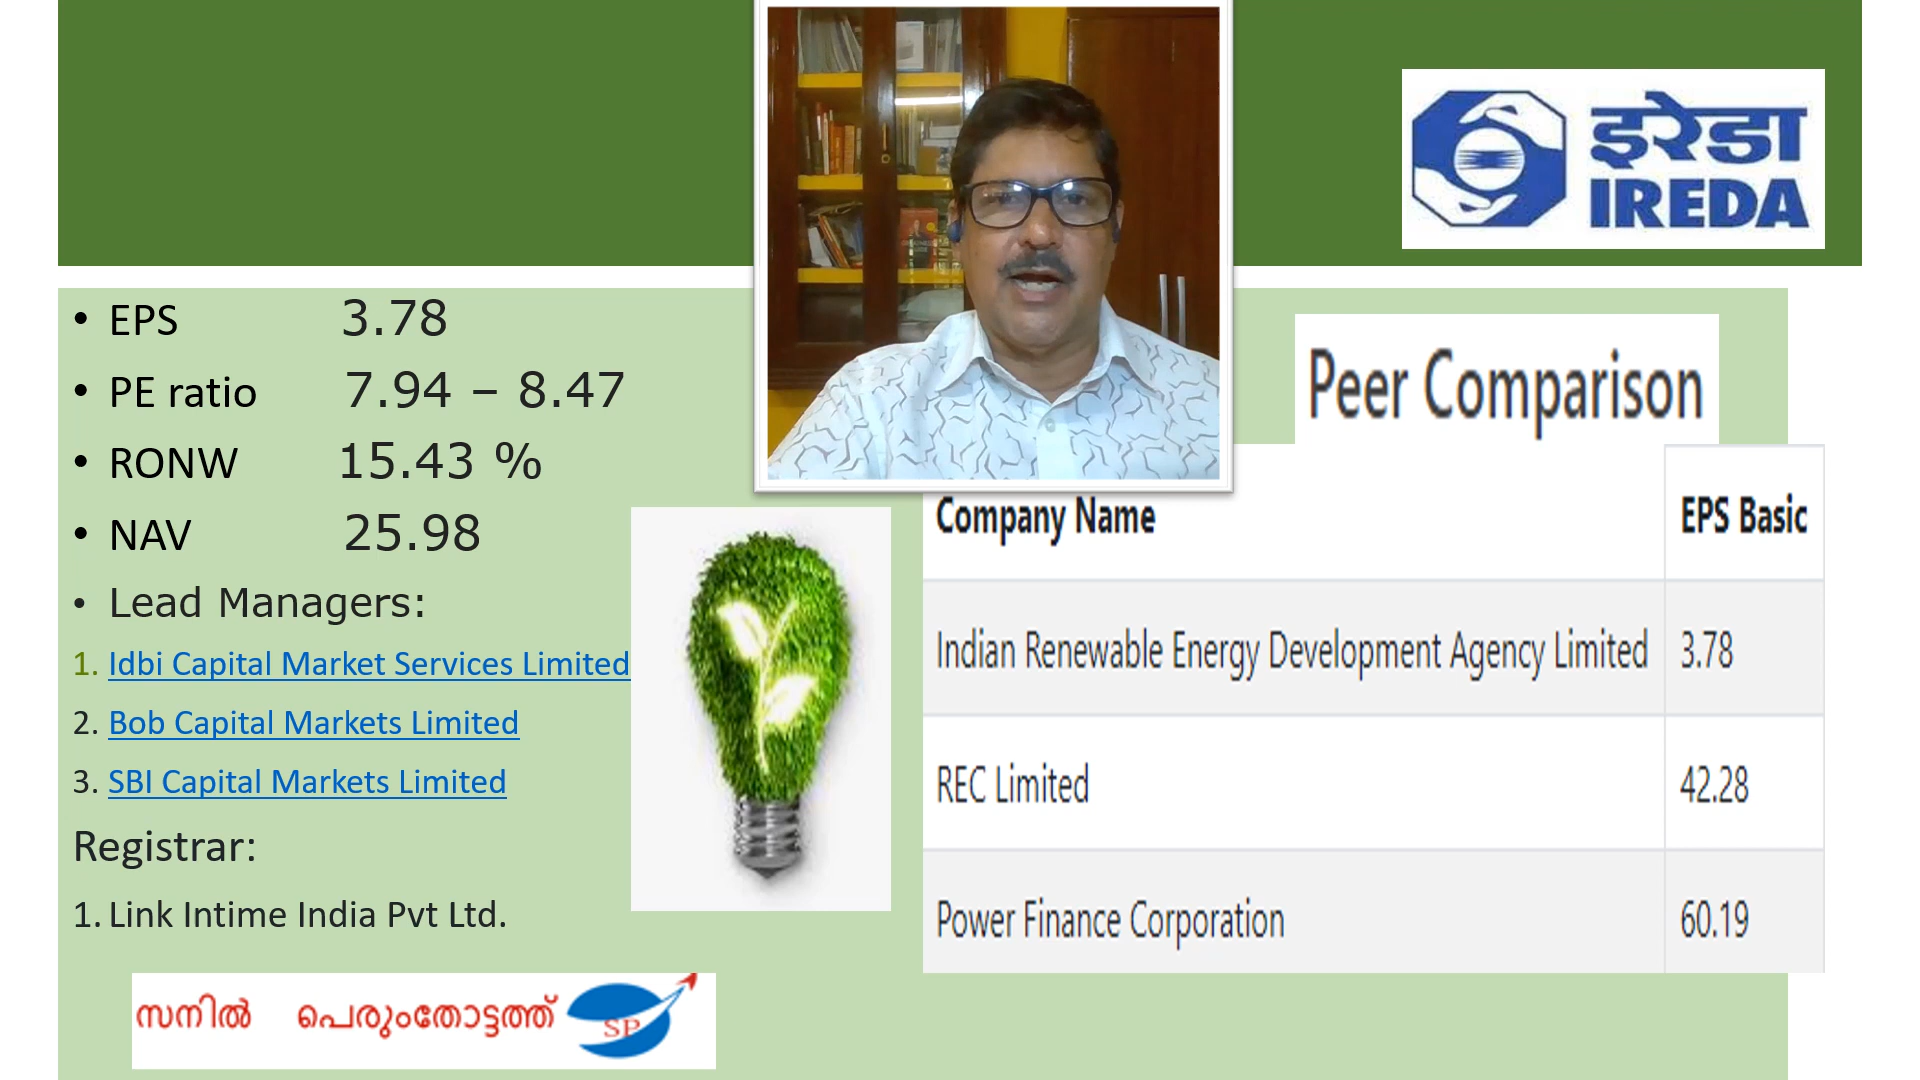 इरेडा
IREDA
• EPS 3.78
• PE ratio 7.94 – 8.47
• RONW 15.43 %
• NAV 25.98
• Lead Managers:
1. Idbi Capital Market Services Limited
2. Bob Capital Markets Limited
3. SBI Capital Markets Limited
Registrar:
1. Link Intime India Pvt Ltd.
Peer Comparison
Company Name EPS Basic
Indian Renewable Energy Development Agency Limited 3.78
REC Limited 42.28
Power Finance Corporation 60.19
സനിൽ പെരുംതോട്ടത്ത് SP